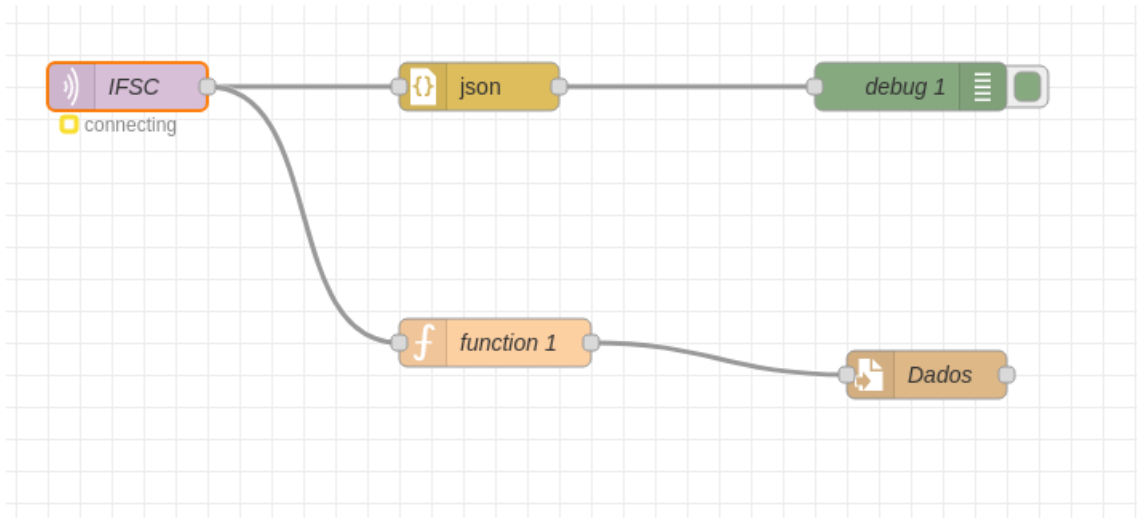 IFSC
json
debug 1
connecting
function 1
Dados